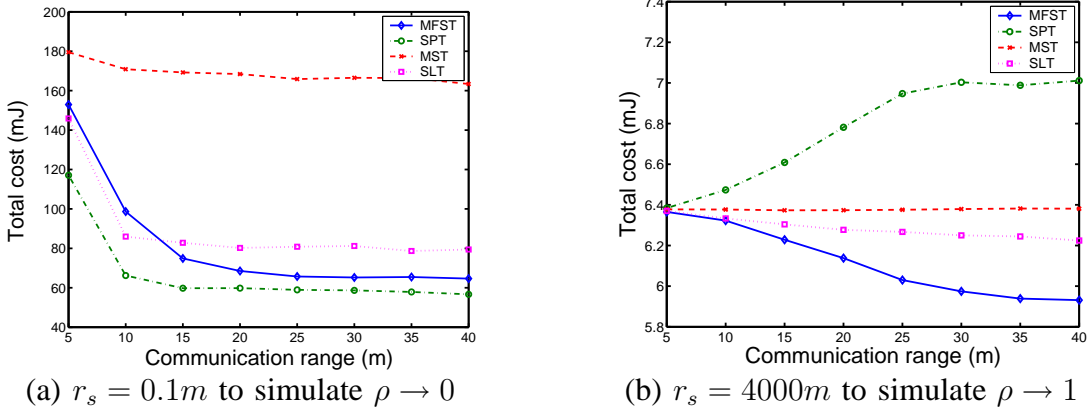 200
180
160
140
120
100
80
60
40
5 10 15 20 25 30 35 40
Total cost (mJ)
Communication range (m)
MFST
SPT
MST
SLT
(a) r_s = 0.1m to simulate ρ → 0
7.4
7.2
7
6.8
6.6
6.4
6.2
6
5.8
5 10 15 20 25 30 35 40
Total cost (mJ)
Communication range (m)
MFST
SPT
MST
SLT
(b) r_s = 4000m to simulate ρ → 1